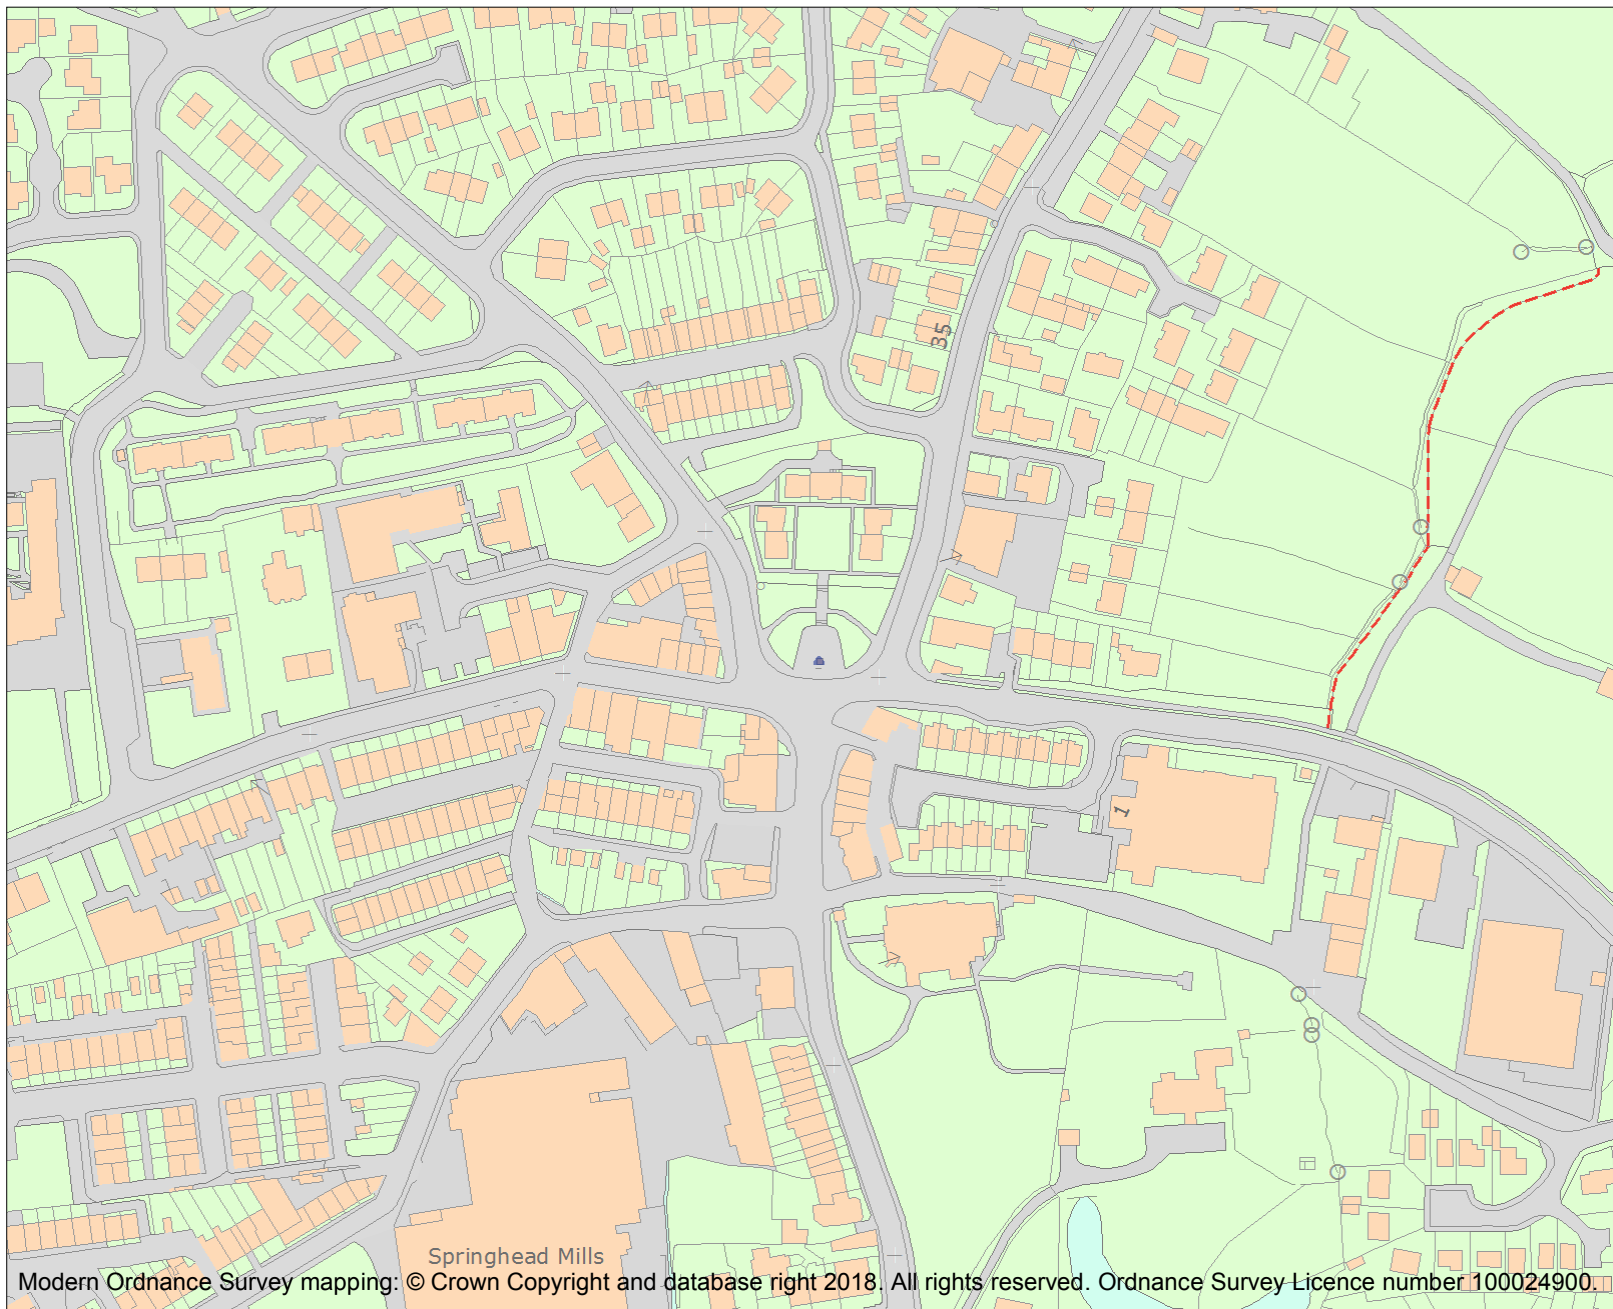 35
1
Springhead Mills
Modern Ordnance Survey mapping: © Crown Copyright and database right 2018. All rights reserved. Ordnance Survey Licence number 100024900.